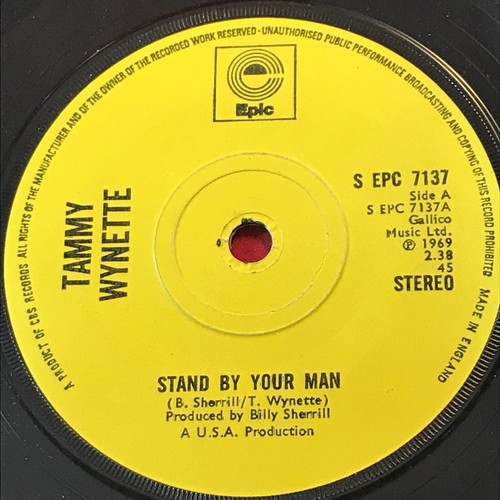 A PRODUCT OF CBS RECORDS. ALL RIGHTS OF THE MANUFACTURER AND OF THE OWNER OF THE RECORDED WORK RESERVED - UNAUTHORISED PUBLIC PERFORMANCE BROADCASTING AND COPYING OF THIS RECORD PROHIBITED MADE IN ENGLAND
Epic
TAMMY
WYNETTE
S EPC 7137
Side A
S EPC 7137A
Gallico
Music Ltd.
℗ 1969
2.38
45
STEREO
STAND BY YOUR MAN
(B. Sherrill/T. Wynette)
Produced by Billy Sherrill
A U.S.A. Production